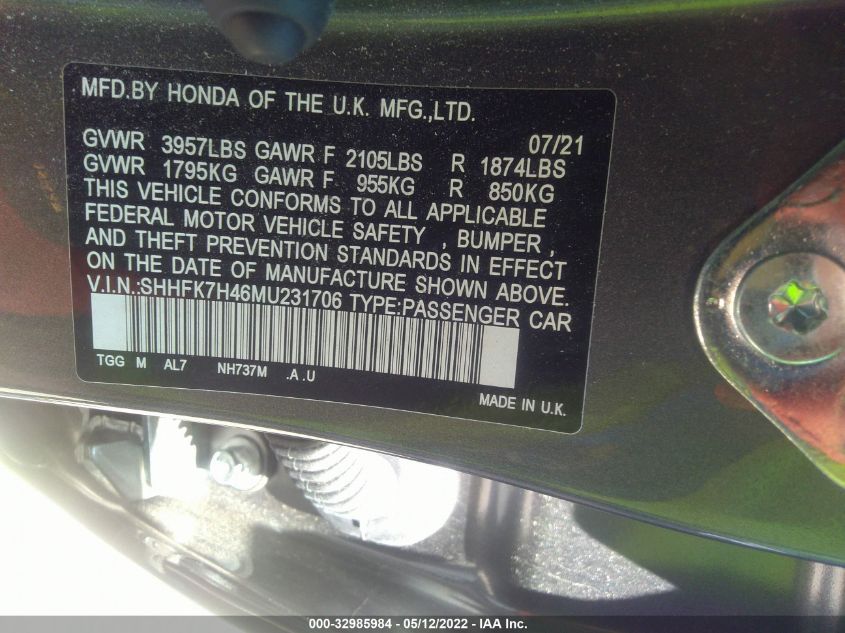 MFD.BY HONDA OF THE U.K. MFG.,LTD.
07/21
GVWR 3957LBS GAWR F 2105LBS R 1874LBS
GVWR 1795KG GAWR F 955KG R 850KG
THIS VEHICLE CONFORMS TO ALL APPLICABLE
FEDERAL MOTOR VEHICLE SAFETY , BUMPER ,
AND THEFT PREVENTION STANDARDS IN EFFECT
ON THE DATE OF MANUFACTURE SHOWN ABOVE.
V.I.N.:SHHFK7H46MU231706 TYPE:PASSENGER CAR
TGG M AL7 NH737M .A .U
MADE IN U.K.
000-32985984 - 05/12/2022 - IAA Inc.